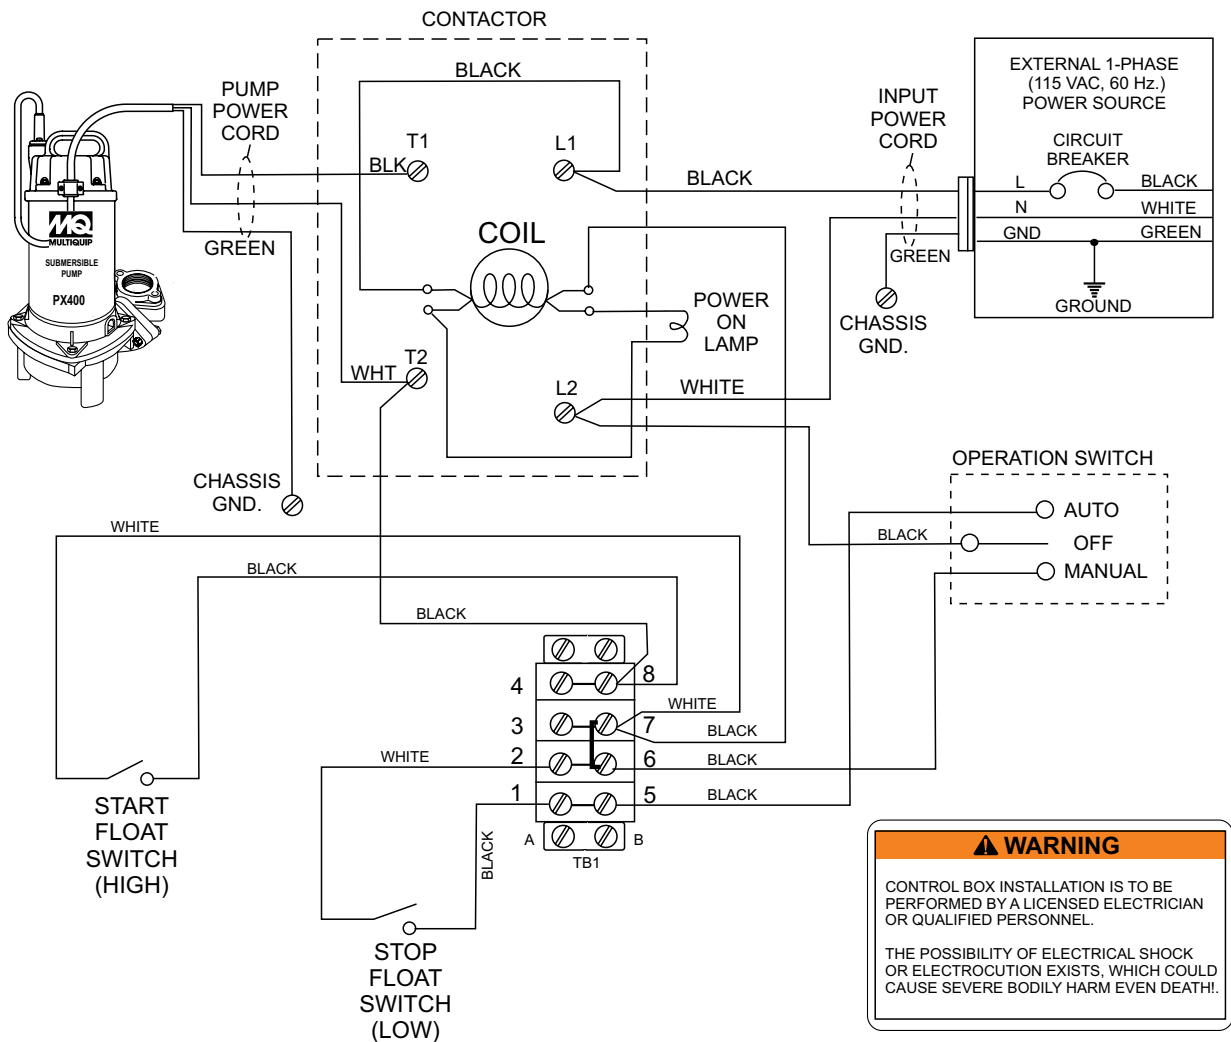 CONTACTOR
BLACK
PUMP
POWER
CORD
T1
L1
BLK
BLACK
GREEN
COIL
POWER
ON
LAMP
T2
WHT
L2
WHITE
CHASSIS
GND.
INPUT
POWER
CORD
GREEN
CHASSIS
GND.
EXTERNAL 1-PHASE
(115 VAC, 60 Hz.)
POWER SOURCE
CIRCUIT
BREAKER
L
BLACK
N
WHITE
GND
GREEN
GROUND
MQ
MULTIQUIP
SUBMERSIBLE
PUMP
PX400
OPERATION SWITCH
AUTO
BLACK
OFF
MANUAL
WHITE
BLACK
BLACK
4
8
WHITE
3
7
BLACK
WHITE
2
6
BLACK
1
5
BLACK
BLACK
A
B
TB1
START
FLOAT
SWITCH
(HIGH)
STOP
FLOAT
SWITCH
(LOW)
WARNING
CONTROL BOX INSTALLATION IS TO BE
PERFORMED BY A LICENSED ELECTRICIAN
OR QUALIFIED PERSONNEL.
THE POSSIBILITY OF ELECTRICAL SHOCK
OR ELECTROCUTION EXISTS, WHICH COULD
CAUSE SEVERE BODILY HARM EVEN DEATH!.